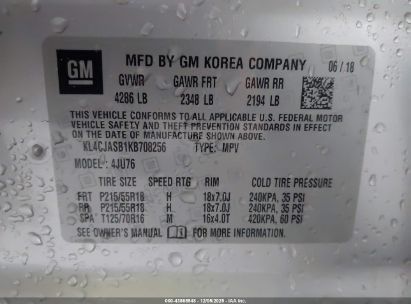 GM
MFD BY GM KOREA COMPANY 06 / 18
GVWR GAWR FRT GAWR RR
4286 LB 2348 LB 2194 LB
THIS VEHICLE CONFORMS TO ALL APPLICABLE U.S. FEDERAL MOTOR
VEHICLE SAFETY, BUMPER, AND THEFT PREVENTION STANDARDS IN
EFFECT ON THE DATE OF MANUFACTURE SHOWN ABOVE.
KL4CJASB1KB708256 TYPE: MPV
MODEL: 4JU76
TIRE SIZE SPEED RTG RIM COLD TIRE PRESSURE
FRT P215/55R18 H 18x7.0J 240KPA, 35 PSI
RR P215/55R18 H 18x7.0J 240KPA, 35 PSI
SPA T125/70R16 M 16x4.0T 420KPA, 60 PSI
SEE OWNER'S MANUAL FOR MORE INFORMATION.